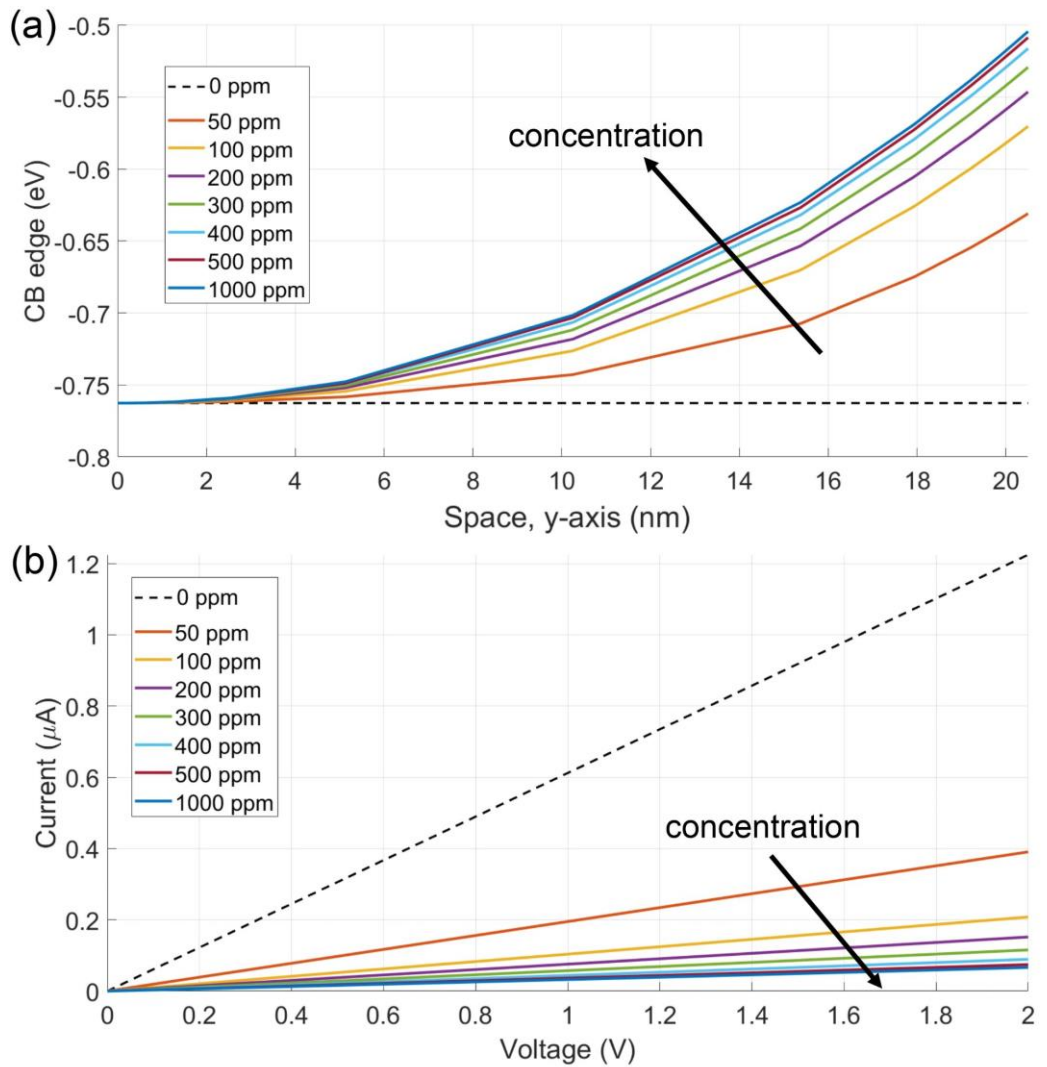 (a)
-0.5
-0.55
-0.6
-0.65
-0.7
-0.75
-0.8
CB edge (eV)
0 ppm
50 ppm
100 ppm
200 ppm
300 ppm
400 ppm
500 ppm
1000 ppm
concentration
0 2 4 6 8 10 12 14 16 18 20
Space, y-axis (nm)
(b)
1.2
1
0.8
0.6
0.4
0.2
0
Current (μA)
0 ppm
50 ppm
100 ppm
200 ppm
300 ppm
400 ppm
500 ppm
1000 ppm
concentration
0 0.2 0.4 0.6 0.8 1 1.2 1.4 1.6 1.8 2
Voltage (V)